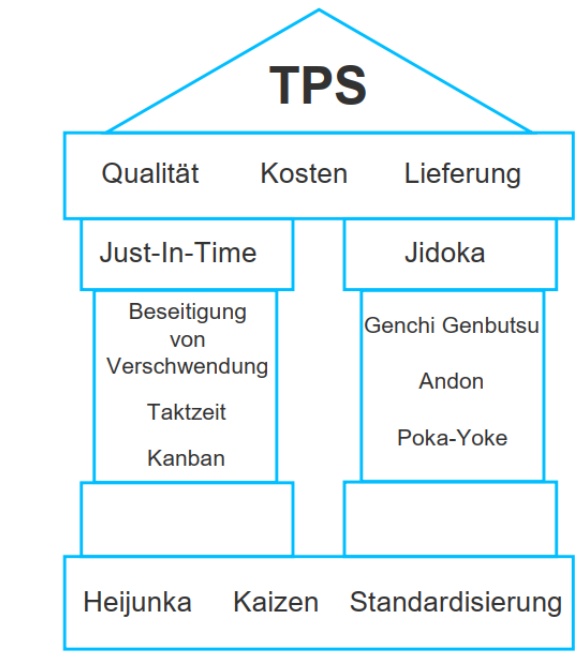 TPS
Qualität Kosten Lieferung
Just-In-Time
Jidoka
Beseitigung
von
Verschwendung
Taktzeit
Kanban
Genchi Genbutsu
Andon
Poka-Yoke
Heijunka Kaizen Standardisierung